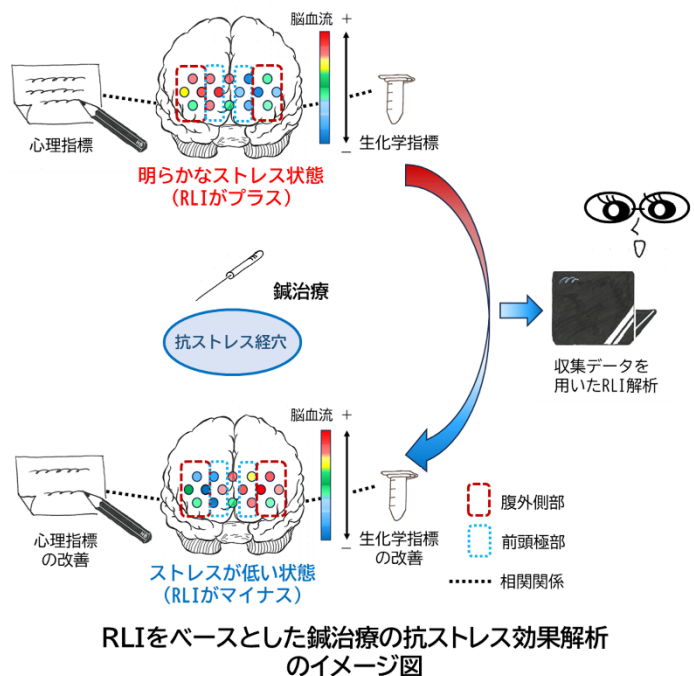 脳血流 +
心理指標
生化学指標
−
明らかなストレス状態
(RLIがプラス)
鍼治療
抗ストレス経穴
収集データを
用いたRLI解析
脳血流 +
心理指標
の改善
生化学指標
の改善
−
ストレスが低い状態
(RLIがマイナス)
腹外側部
前頭極部
相関関係
RLIをベースとした鍼治療の抗ストレス効果解析
のイメージ図